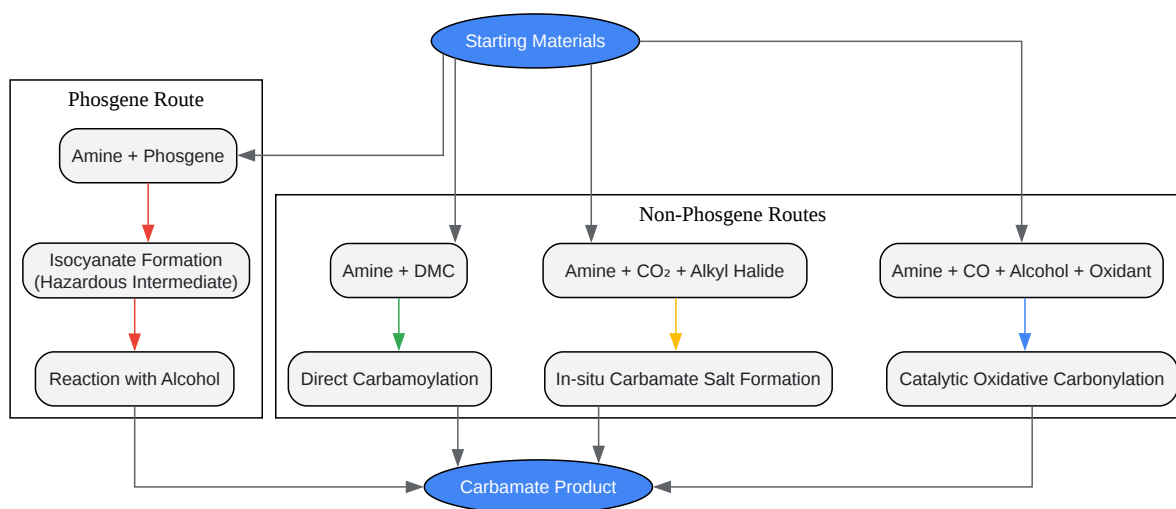 Starting Materials
Phosgene Route
Amine + Phosgene
Isocyanate Formation
(Hazardous Intermediate)
Reaction with Alcohol
Non-Phosgene Routes
Amine + DMC
Amine + CO₂ + Alkyl Halide
Amine + CO + Alcohol + Oxidant
Direct Carbamoylation
In-situ Carbamate Salt Formation
Catalytic Oxidative Carbonylation
Carbamate Product